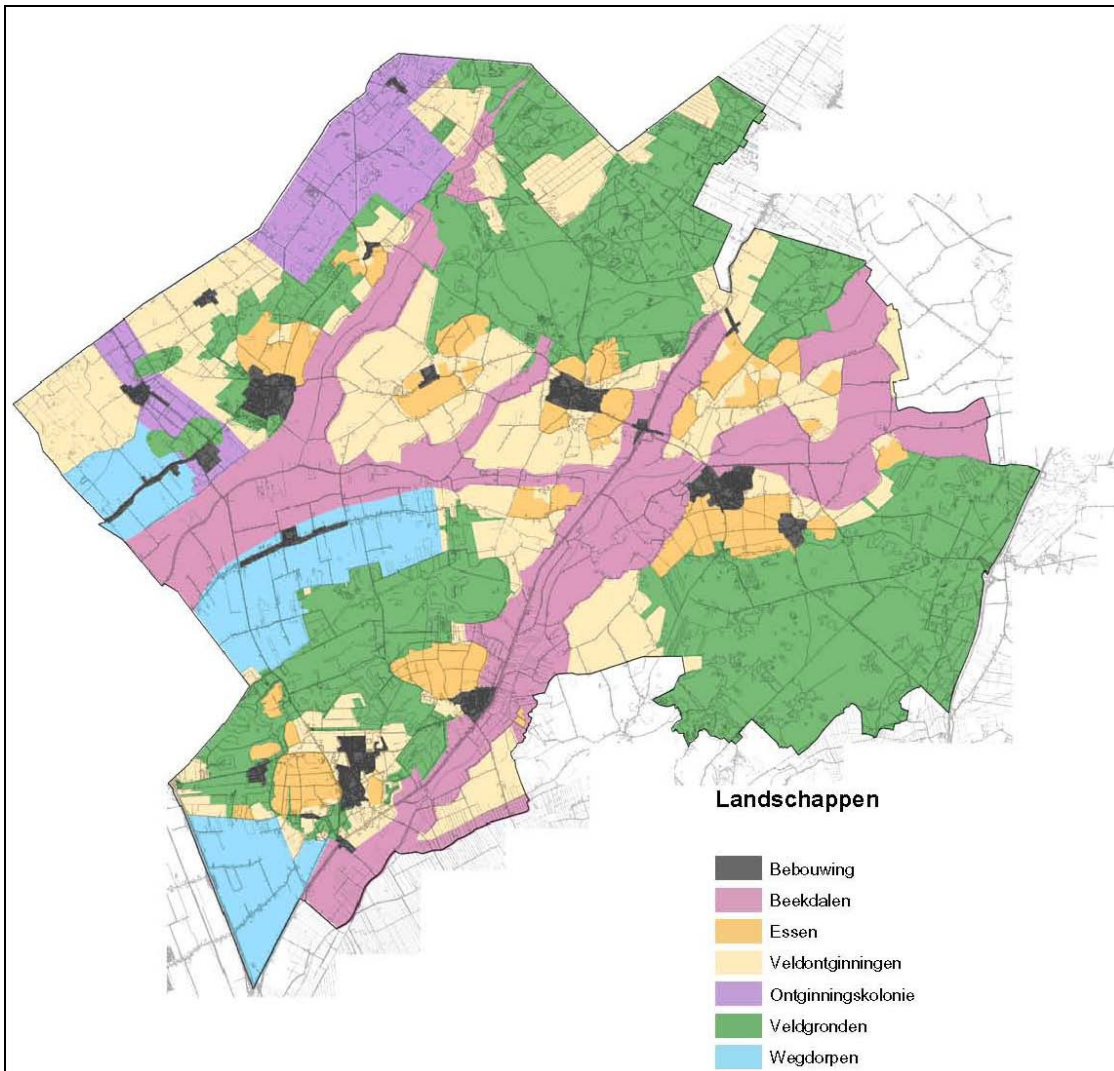 Landschappen
Bebouwing
Beekdalen
Essen
Veldontginningen
Ontginningskolonie
Veldgronden
Wegdorpen